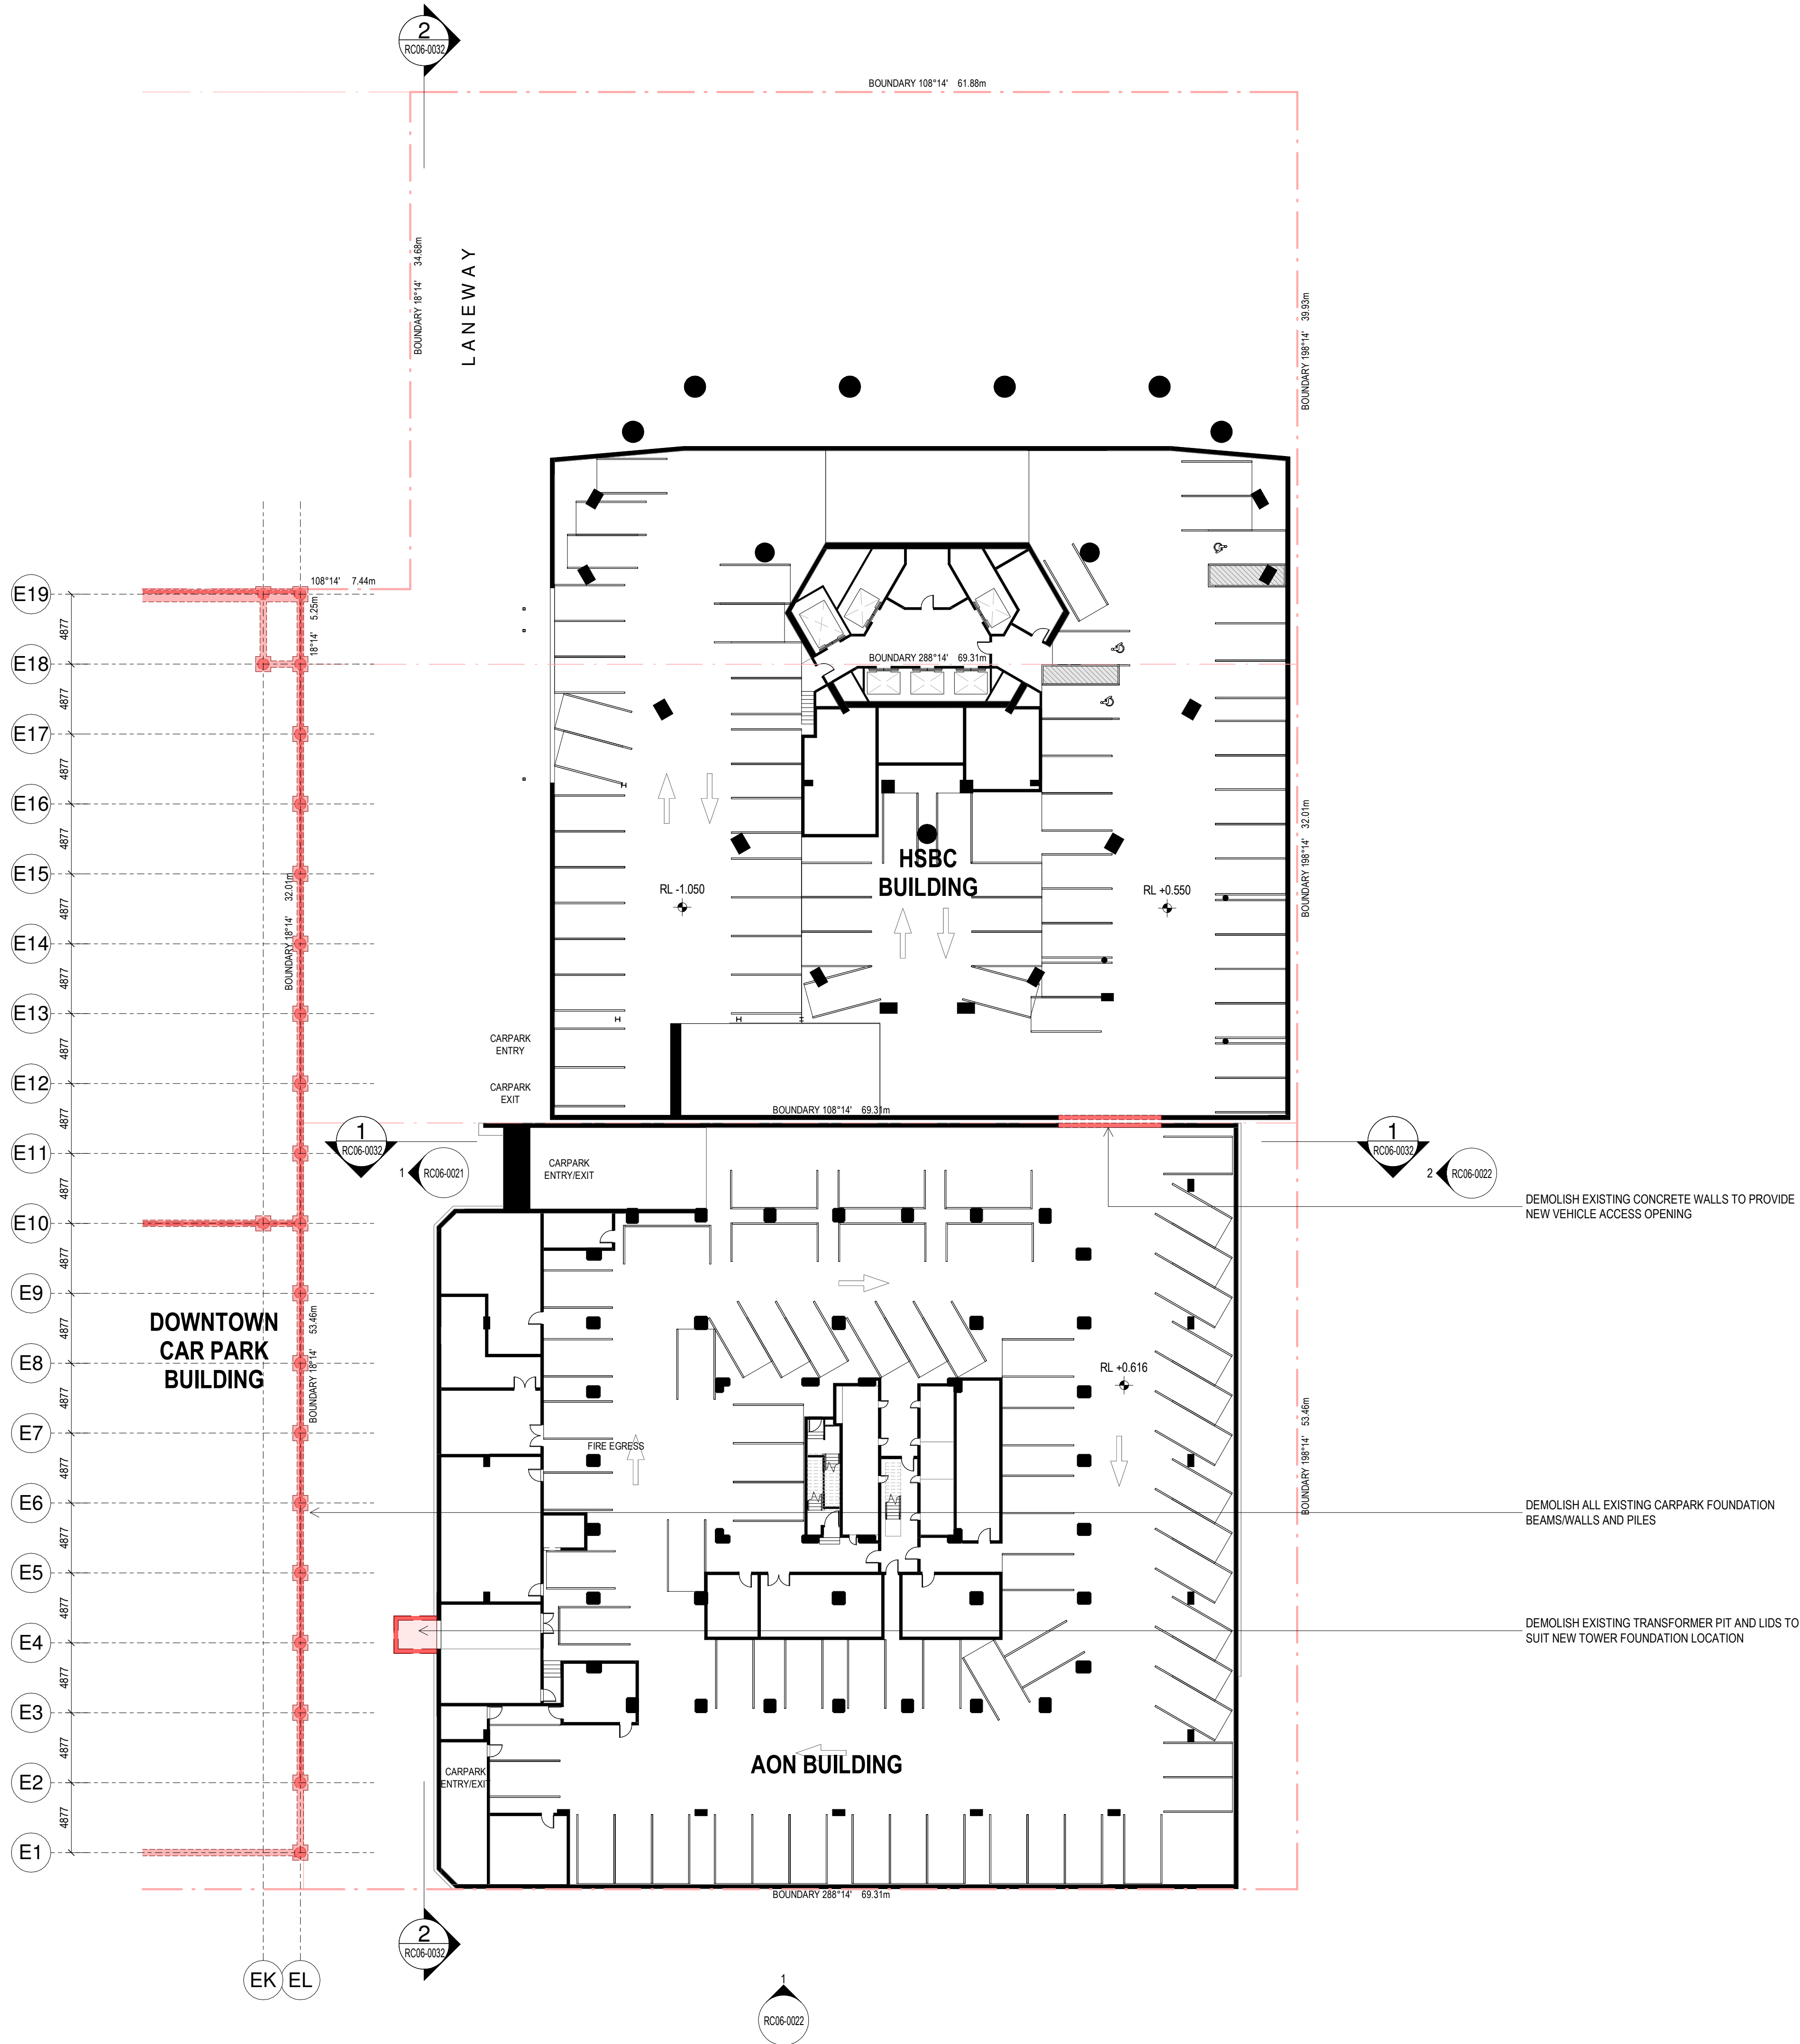 2
RC06-0032
BOUNDARY 108°14' 61.88m
BOUNDARY 18°14' 34.68m
LANEWAY
BOUNDARY 198°14' 39.93m
E19
108°14' 7.44m
18°14' 5.25m
4877
E18
BOUNDARY 288°14' 69.31m
4877
E17
4877
E16
4877
BOUNDARY 198°14' 32.01m
E15
HSBC
BUILDING
BOUNDARY 18°14' 32.01m
RL -1.050
RL +0.550
4877
E14
4877
E13
CARPARK
ENTRY
4877
E12
CARPARK
EXIT
BOUNDARY 108°14' 69.31m
4877
1
RC06-0032
1
RC06-0032
E11
CARPARK
ENTRY/EXIT
1
RC06-0021
2
RC06-0022
4877
DEMOLISH EXISTING CONCRETE WALLS TO PROVIDE
NEW VEHICLE ACCESS OPENING
E10
4877
E9
DOWNTOWN
CAR PARK
BUILDING
4877
E8
BOUNDARY 18°14' 53.46m
RL +0.616
4877
E7
FIRE EGRESS
BOUNDARY 198°14' 53.46m
4877
E6
DEMOLISH ALL EXISTING CARPARK FOUNDATION
BEAMS/WALLS AND PILES
4877
E5
4877
E4
DEMOLISH EXISTING TRANSFORMER PIT AND LIDS TO
SUIT NEW TOWER FOUNDATION LOCATION
4877
E3
4877
AON BUILDING
E2
CARPARK
ENTRY/EXIT
4877
E1
BOUNDARY 288°14' 69.31m
2
RC06-0032
EK
EL
1
RC06-0022